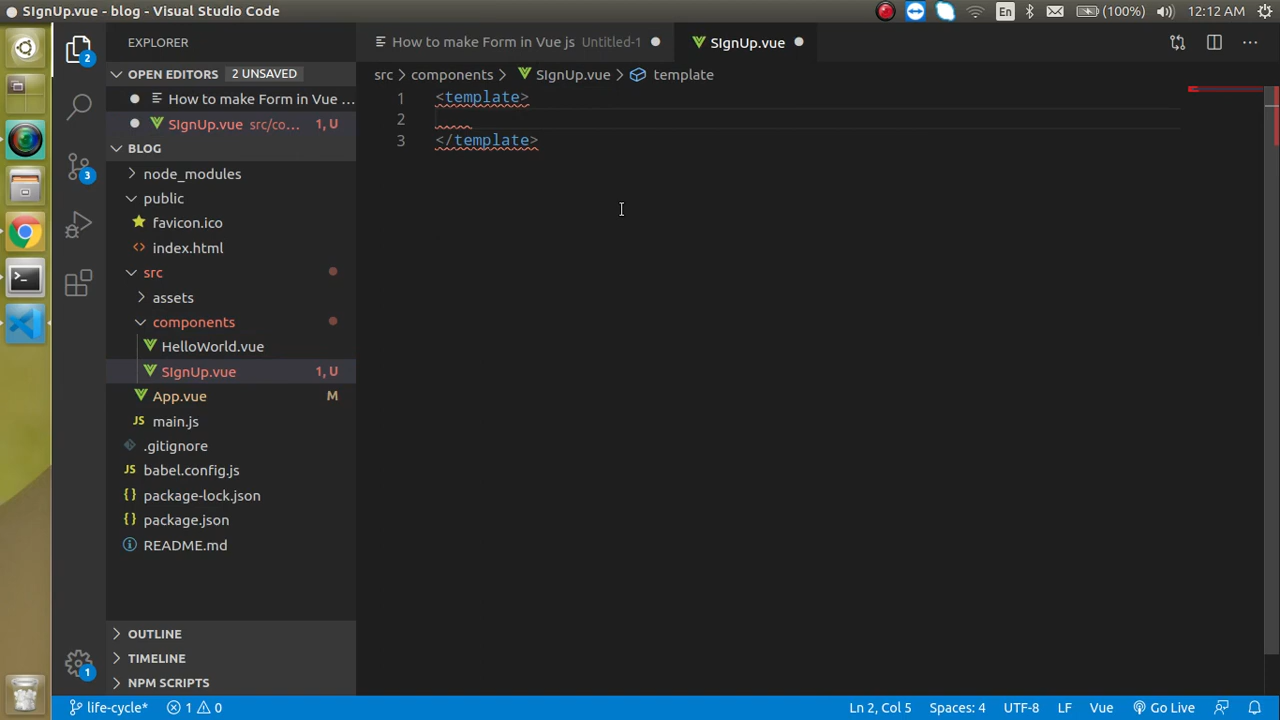 SIgnUp.vue - blog - Visual Studio Code
En
(100%)
12:12 AM
EXPLORER
OPEN EDITORS 2 UNSAVED
How to make Form in Vue ...
SIgnUp.vue src/co... 1, U
BLOG
node_modules
public
favicon.ico
index.html
src
assets
components
HelloWorld.vue
SIgnUp.vue 1, U
App.vue M
JS main.js
.gitignore
JS babel.config.js
{} package-lock.json
{} package.json
README.md
OUTLINE
TIMELINE
NPM SCRIPTS
2
3
1
How to make Form in Vue js Untitled-1
SIgnUp.vue
src > components > SIgnUp.vue > template
1 <template>
2
3 </template>
life-cycle* 1 0
Ln 2, Col 5 Spaces: 4 UTF-8 LF Vue Go Live